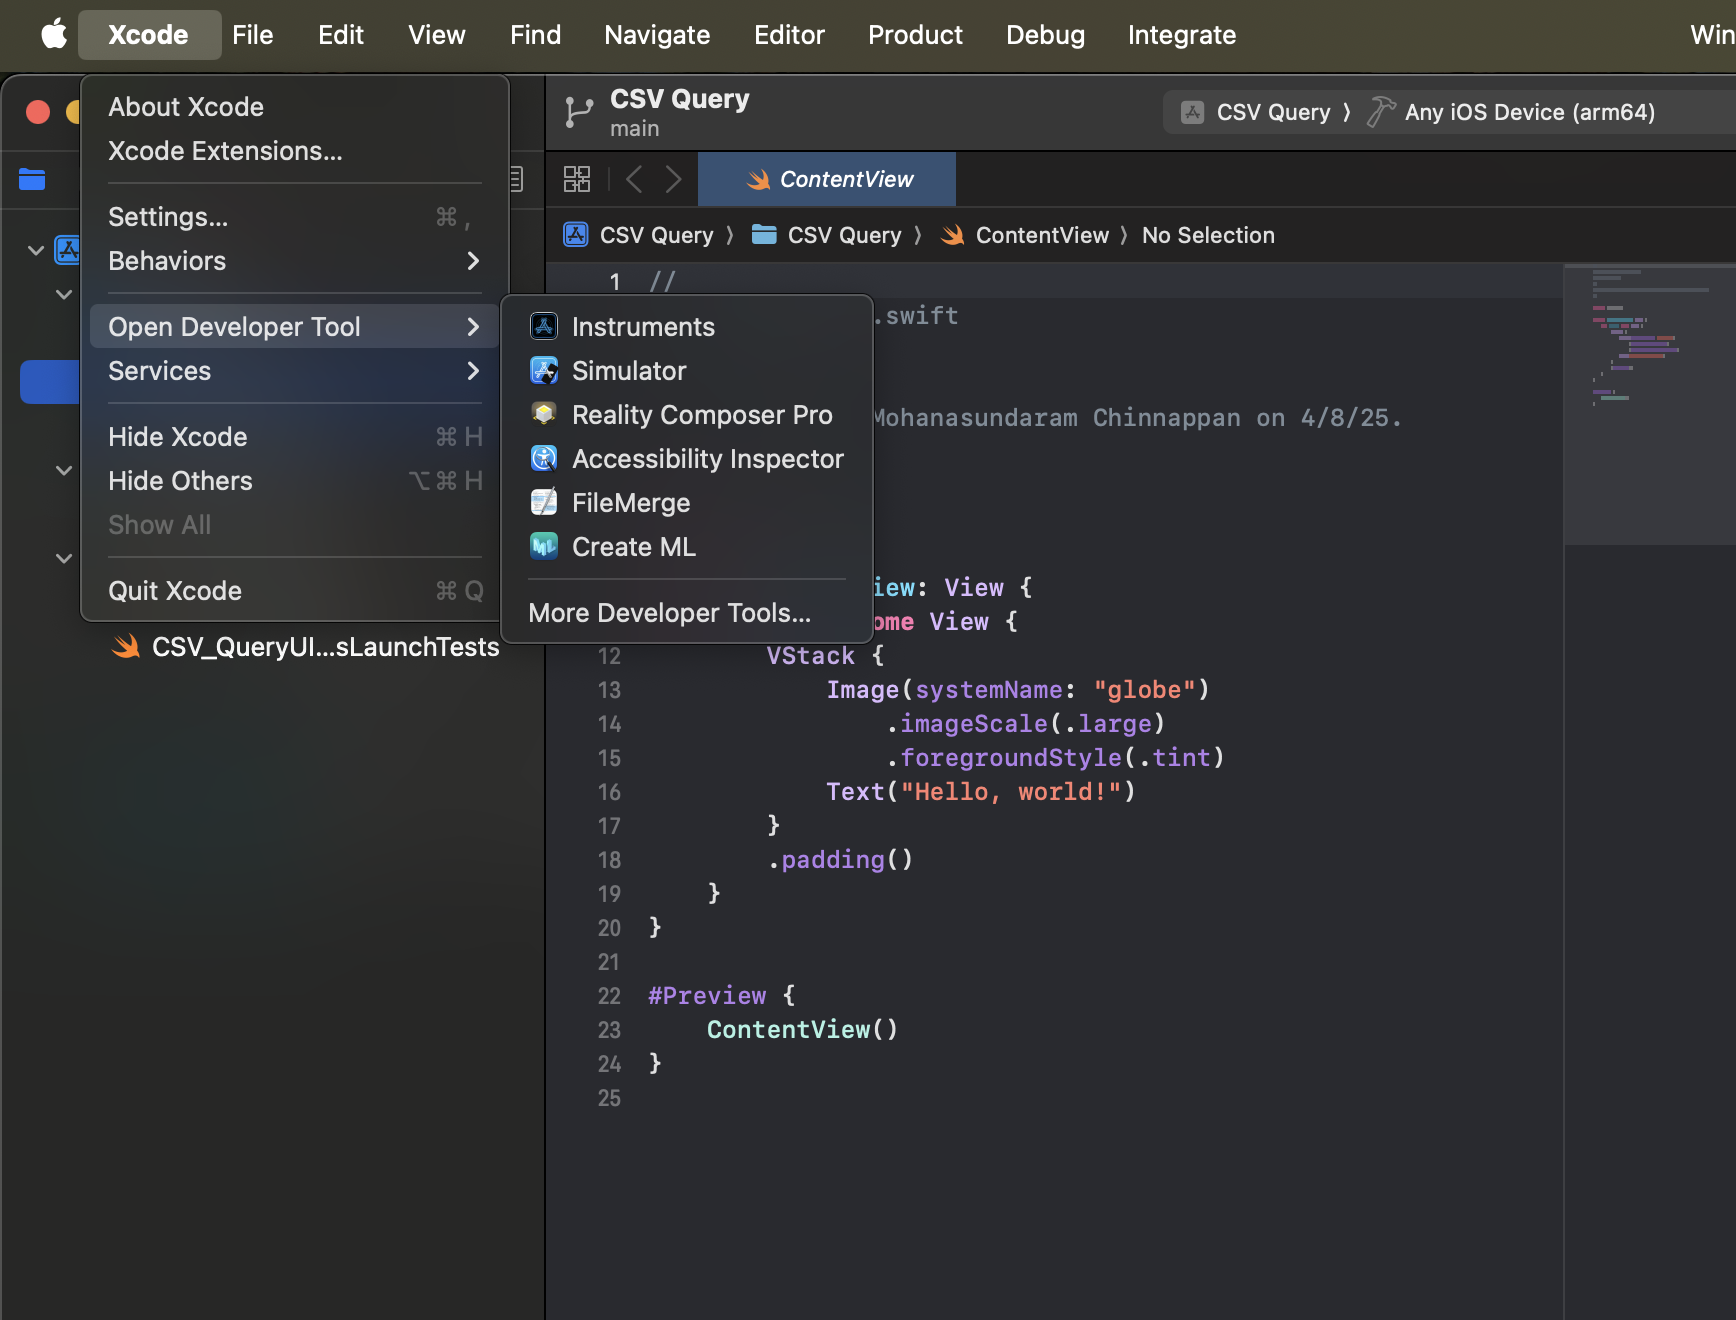 Xcode File Edit View Find Navigate Editor Product Debug Integrate Win
About Xcode
Xcode Extensions...
Settings... ⌘ ,
Behaviors
Open Developer Tool
Services
Hide Xcode ⌘ H
Hide Others ⌥ ⌘ H
Show All
Quit Xcode ⌘ Q
Instruments
Simulator
Reality Composer Pro
Accessibility Inspector
FileMerge
Create ML
More Developer Tools...
CSV_QueryUI...sLaunchTests
CSV Query
main
CSV Query ⟩ Any iOS Device (arm64)
ContentView
CSV Query ⟩ CSV Query ⟩ ContentView ⟩ No Selection
1 //
.swift
Mohanasundaram Chinnappan on 4/8/25.
iew: View {
ome View {
12 VStack {
13 Image(systemName: "globe")
14 .imageScale(.large)
15 .foregroundStyle(.tint)
16 Text("Hello, world!")
17 }
18 .padding()
19 }
20 }
21
22 #Preview {
23 ContentView()
24 }
25